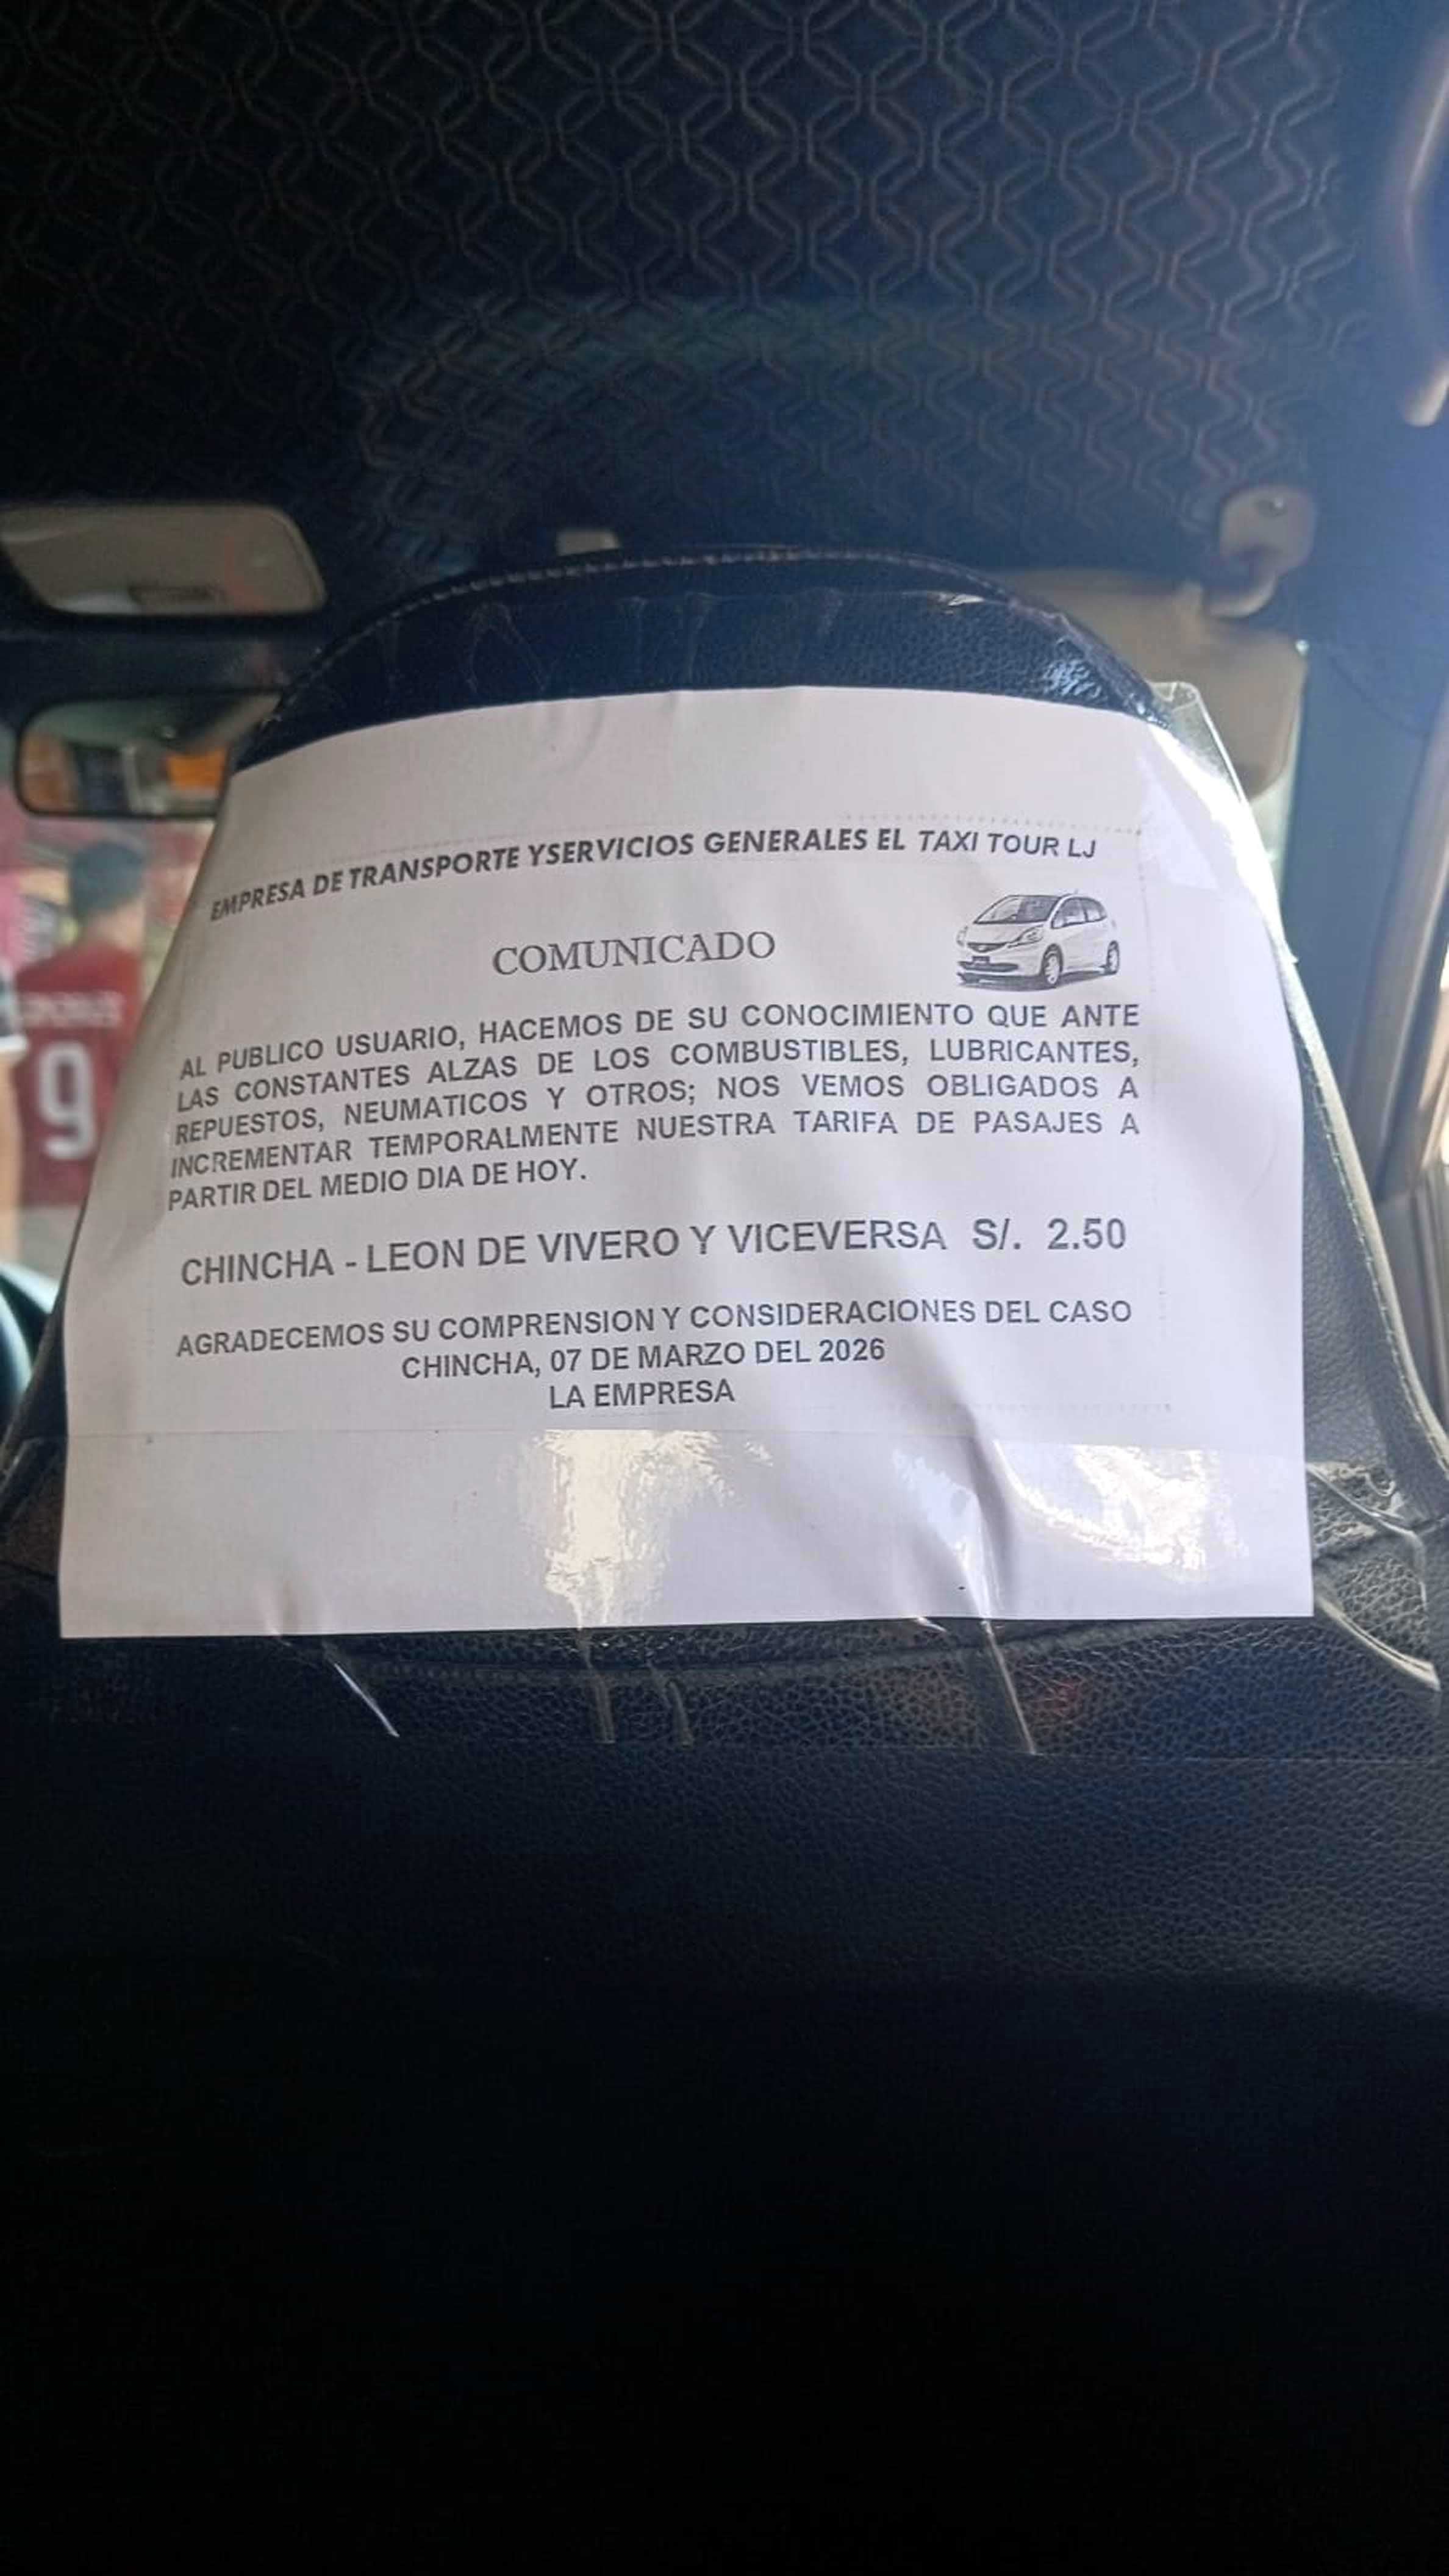 EMPRESA DE TRANSPORTE YSERVICIOS GENERALES EL TAXI TOUR LJ
COMUNICADO
AL PUBLICO USUARIO, HACEMOS DE SU CONOCIMIENTO QUE ANTE
LAS CONSTANTES ALZAS DE LOS COMBUSTIBLES, LUBRICANTES,
REPUESTOS, NEUMATICOS Y OTROS; NOS VEMOS OBLIGADOS A
INCREMENTAR TEMPORALMENTE NUESTRA TARIFA DE PASAJES A
PARTIR DEL MEDIO DIA DE HOY.
CHINCHA - LEON DE VIVERO Y VICEVERSA S/. 2.50
AGRADECEMOS SU COMPRENSION Y CONSIDERACIONES DEL CASO
CHINCHA, 07 DE MARZO DEL 2026
LA EMPRESA
9